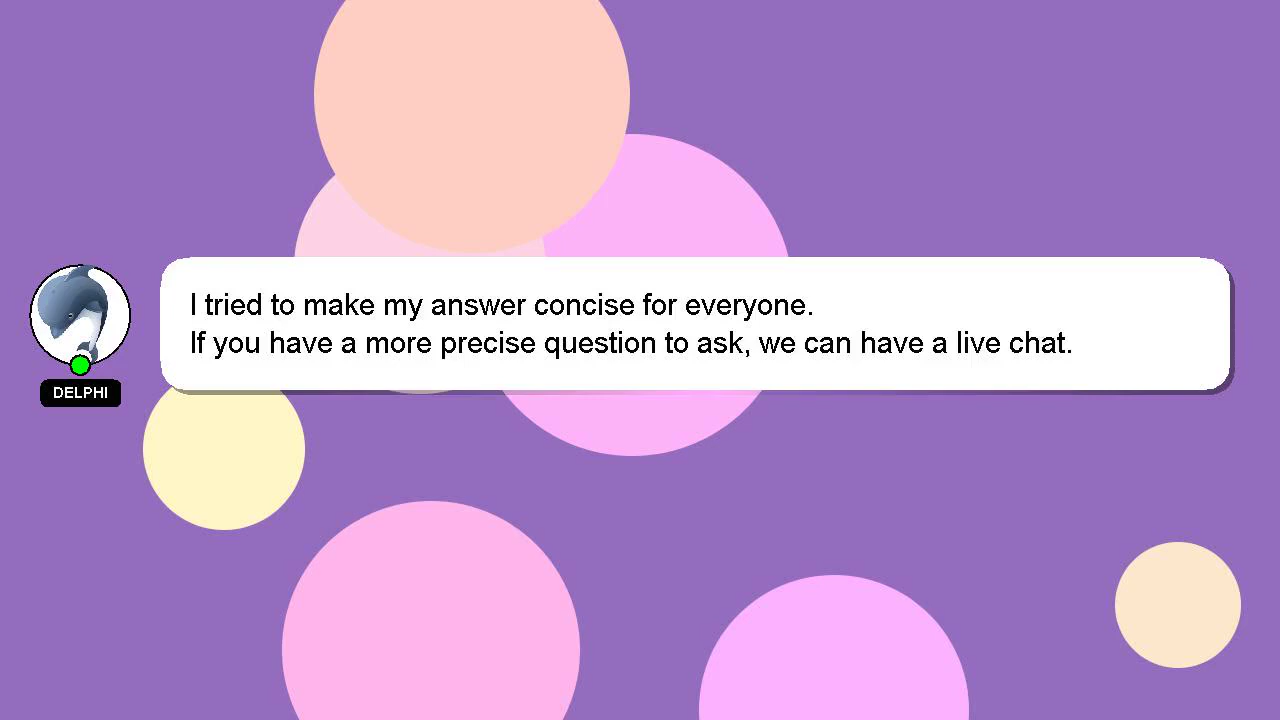 I tried to make my answer concise for everyone.
If you have a more precise question to ask, we can have a live chat.
DELPHI